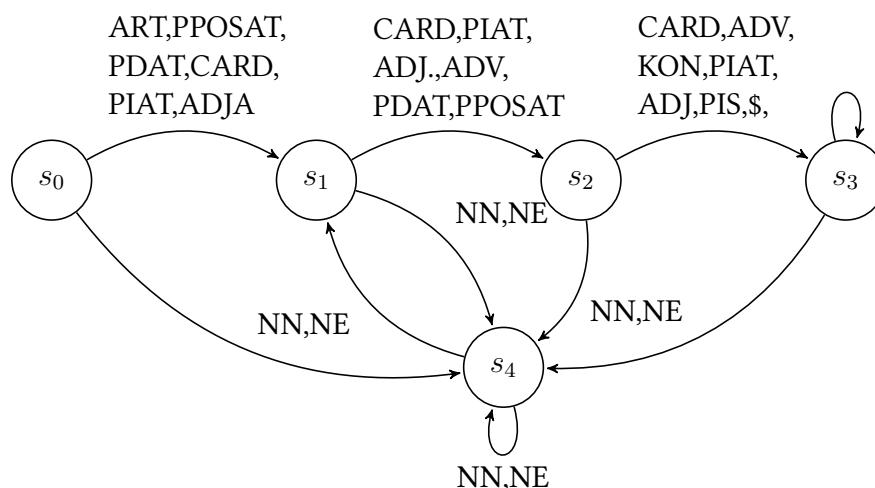 ART,PPOSAT,
PDAT,CARD,
PIAT,ADJA
CARD,PIAT,
ADJ.,ADV,
PDAT,PPOSAT
CARD,ADV,
KON,PIAT,
ADJ,PIS,$,
s0
s1
s2
s3
NN,NE
NN,NE
NN,NE
s4
NN,NE